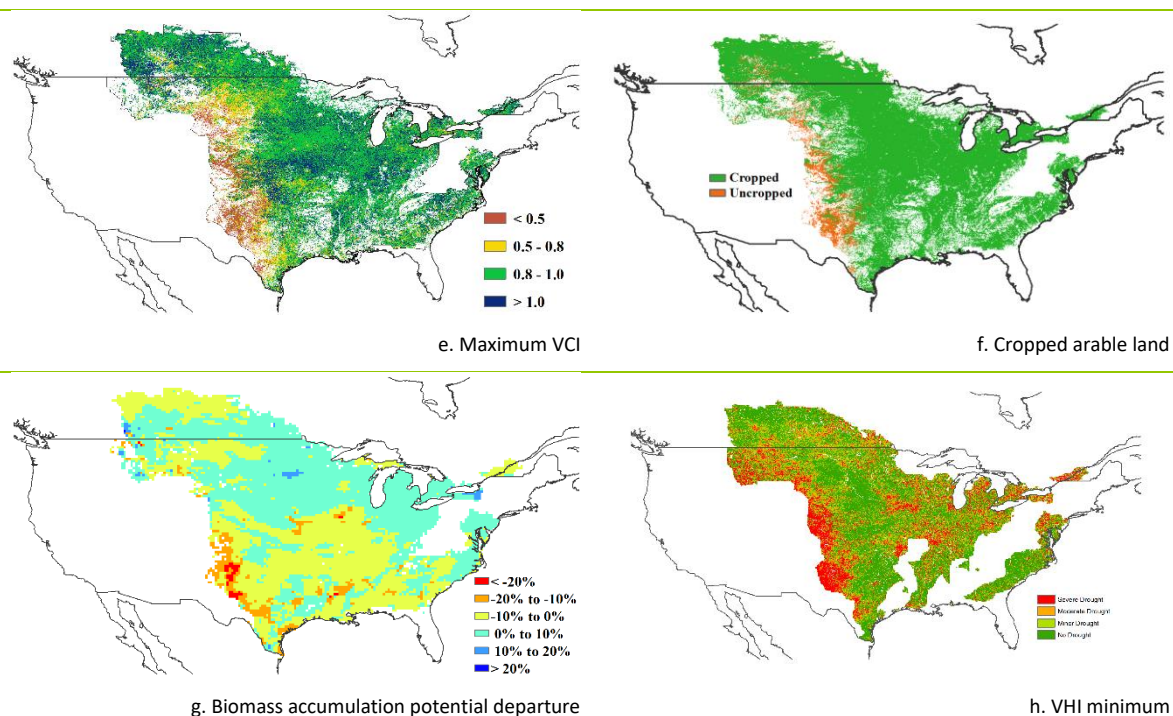 < 0.5
0.5 - 0.8
0.8 - 1.0
> 1.0
e. Maximum VCI
Cropped
Uncropped
f. Cropped arable land
< -20%
-20% to -10%
-10% to 0%
0% to 10%
10% to 20%
> 20%
g. Biomass accumulation potential departure
Severe Drought
Moderate Drought
Minor Drought
No Drought
h. VHI minimum